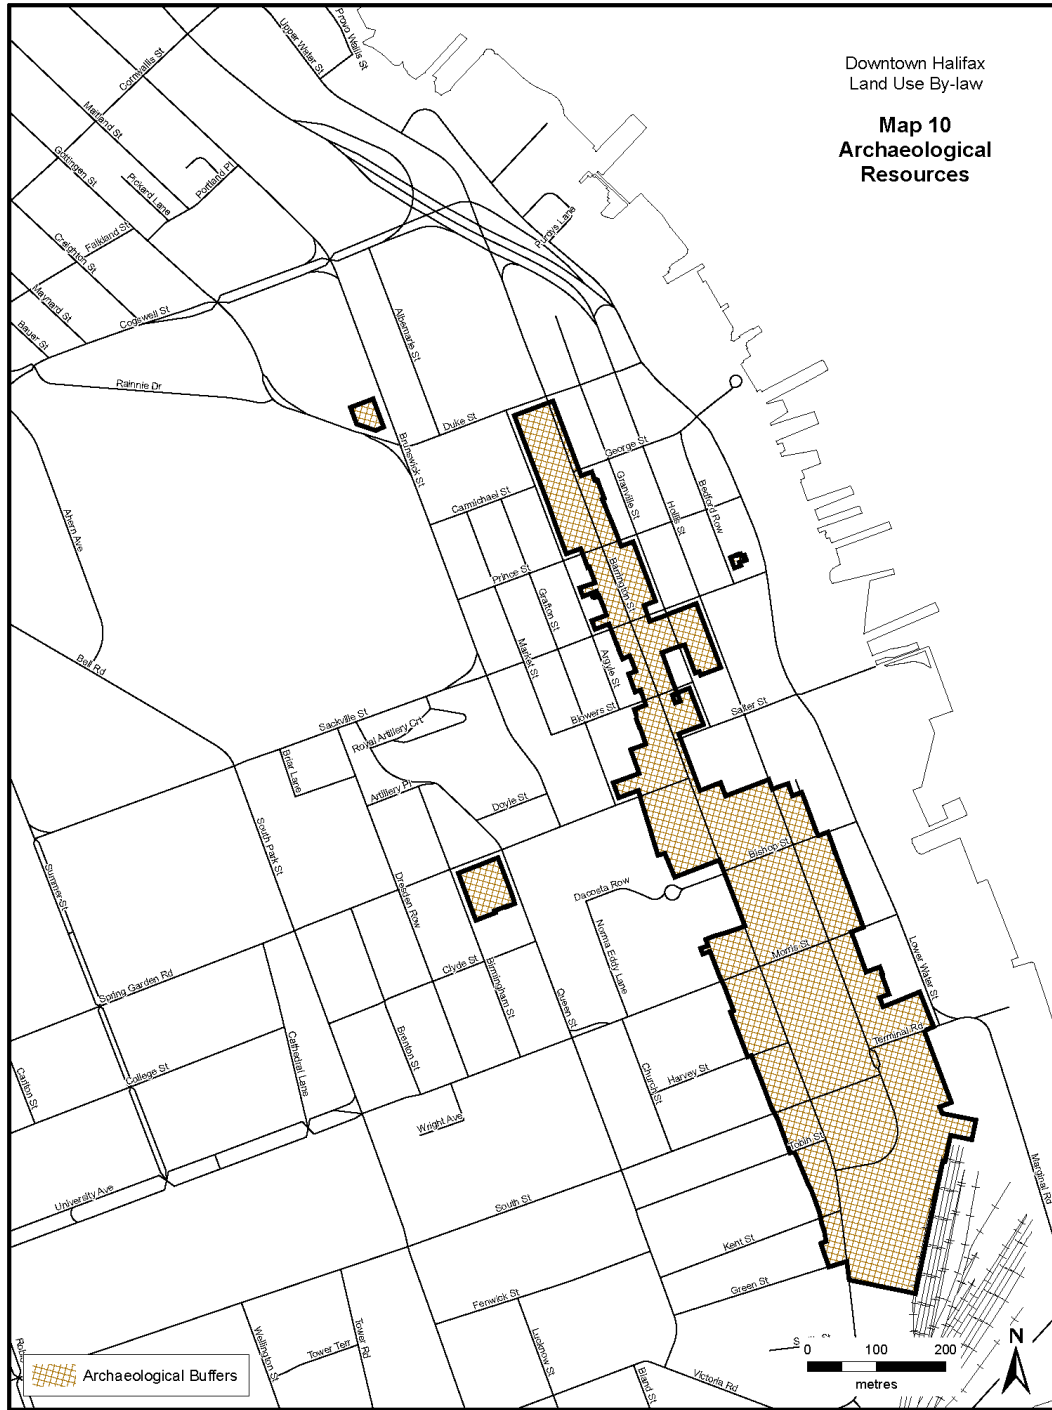 Downtown Halifax
Land Use By-law
Map 10
Archaeological
Resources
Provo Wallis St
Upper Water St
Cornwallis St
Maitland St
Gottingen St
Pickard Lane
Portland Pl
Falkland St
Creighton St
Maynard St
Bauer St
Cogswell St
Rainnie Dr
Purdys Lane
Albemarle St
Duke St
Brunswick St
George St
Granville St
Hollis St
Bedford Row
Carmichael St
Prince St
Grafton St
Market St
Argyle St
Barrington St
Blowers St
Salter St
Ahern Ave
Bell Rd
Sackville St
Royal Artillery Crt
Briar Lane
Artillery Pl
Doyle St
South Park St
Summer St
Dresden Row
Dacosta Row
Bishop St
Norma Eddy Lane
Morris St
Lower Water St
Clyde St
Birmingham St
Queen St
Spring Garden Rd
Terminal Rd
Brenton St
Cathedral Lane
College St
Carlton St
Church St
Harvey St
Wright Ave
Tobin St
Marginal Rd
University Ave
South St
Kent St
Green St
Fenwick St
Tower Rd
Tower Terr
Wellington St
Lucknow St
Bland St
Victoria Rd
N
0 100 200
metres
Archaeological Buffers